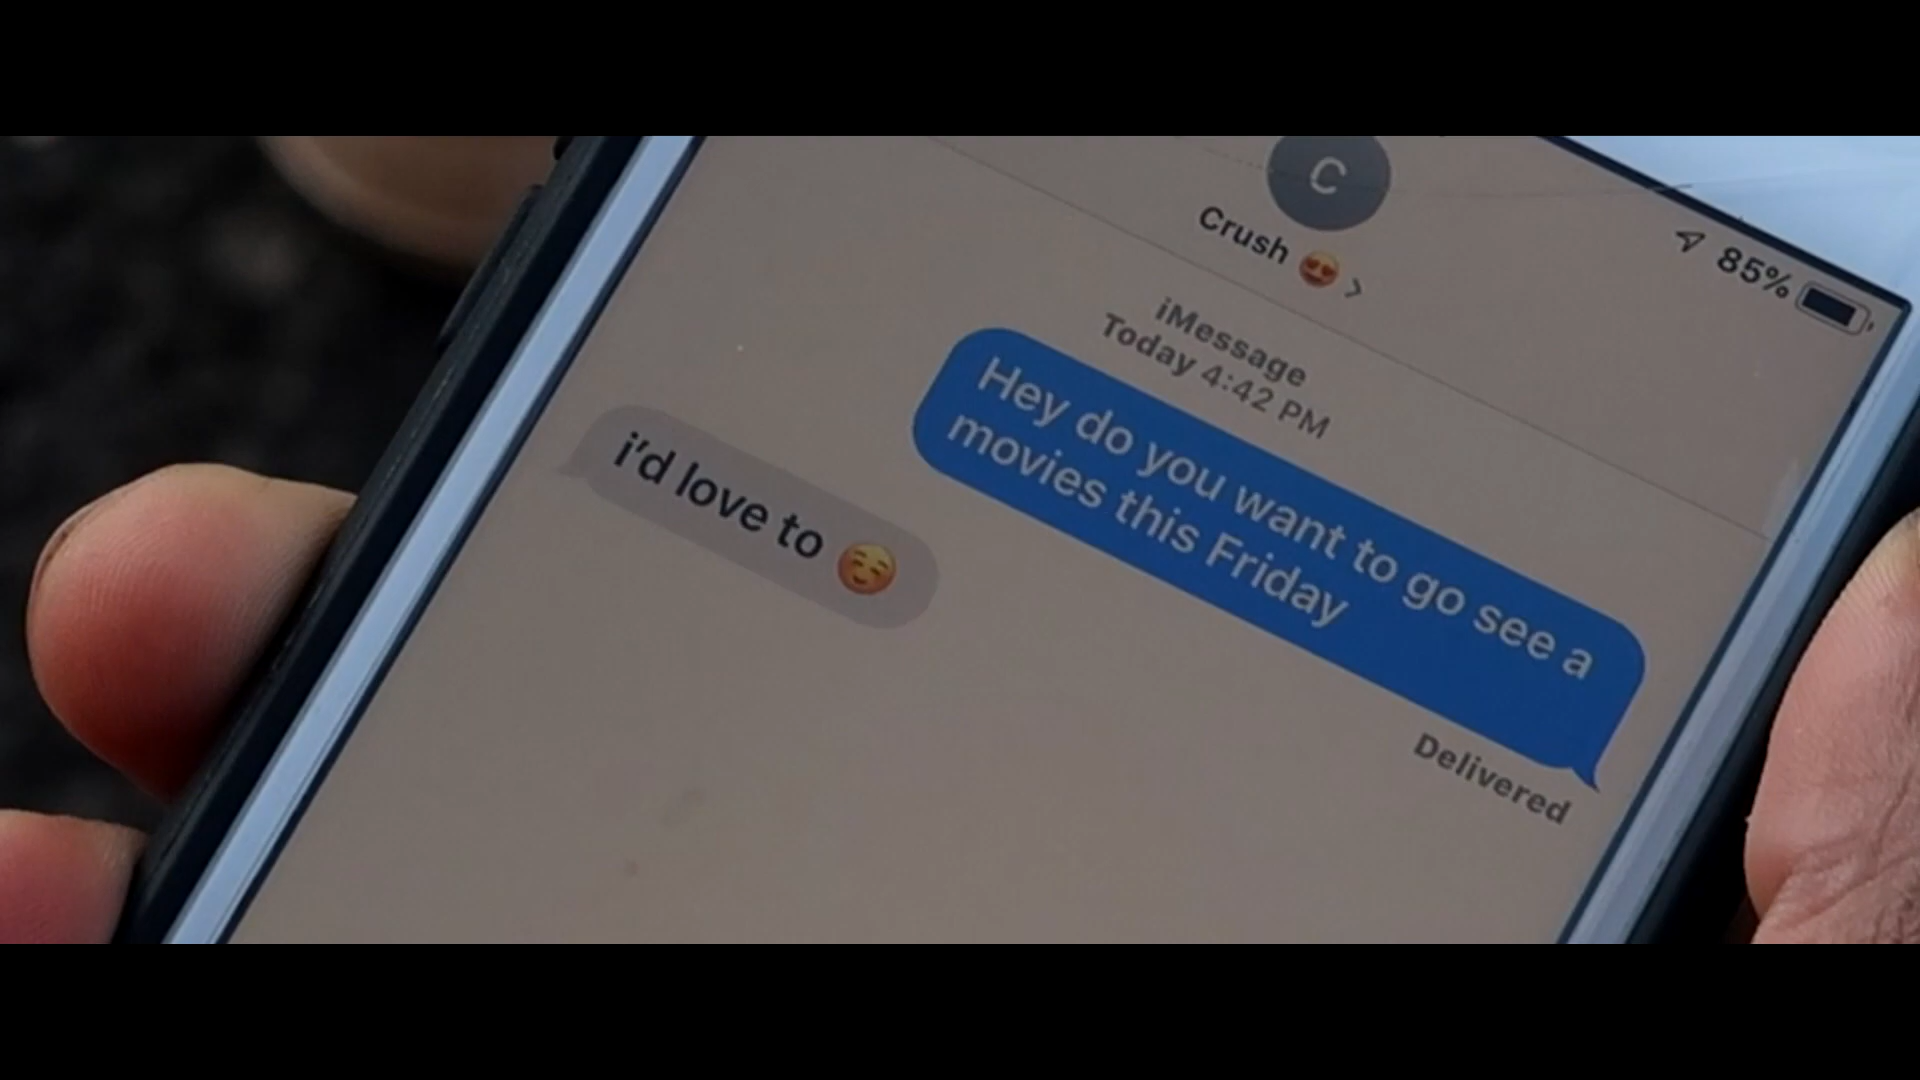 85%
C
Crush 😍 >
iMessage
Today 4:42 PM
Hey do you want to go see a
movies this Friday
Delivered
i'd love to ☺️